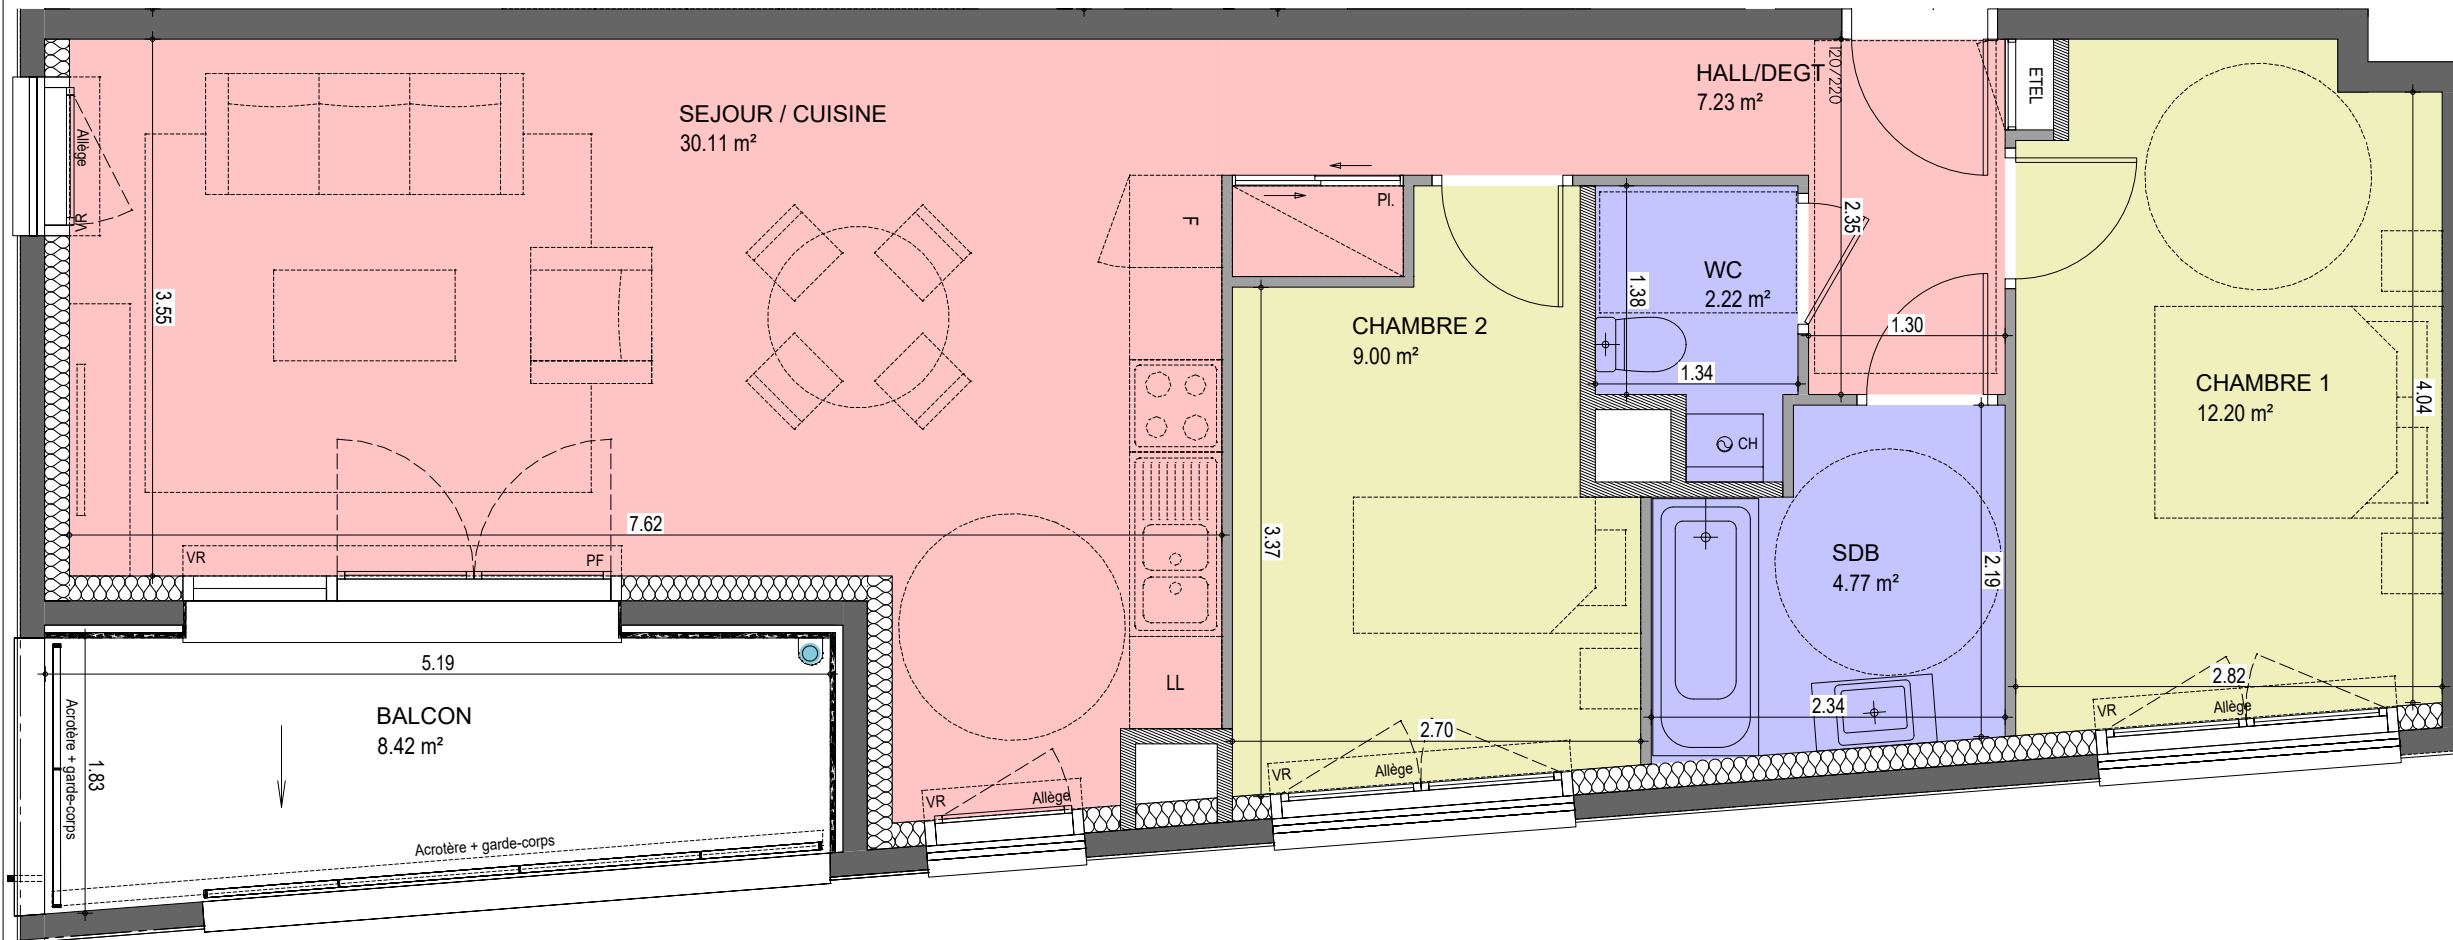 HALL/DEGT
7.23 m²
120/220
ETEL
SEJOUR / CUISINE
30.11 m²
Allège
VR
3.55
F
Pl.
2.35
WC
2.22 m²
1.38
1.34
1.30
CHAMBRE 2
9.00 m²
CHAMBRE 1
12.20 m²
4.04
CH
7.62
VR
PF
3.37
SDB
4.77 m²
2.19
LL
2.34
2.82
VR
Allège
2.70
VR
Allège
VR
Allège
5.19
BALCON
8.42 m²
1.83
Acrotère + garde-corps
Acrotère + garde-corps